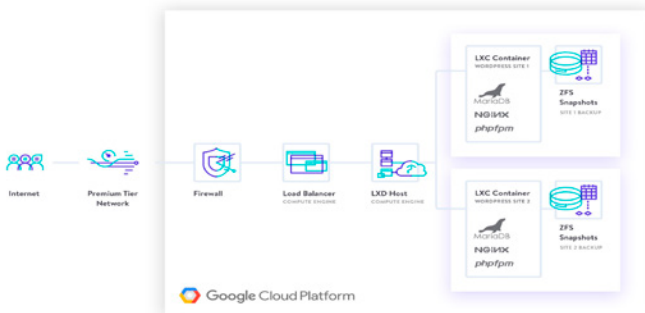 Internet
Premium Tier
Network
Firewall
Load Balancer
COMPUTE ENGINE
LXD Host
COMPUTE ENGINE
LXC Container
WORDPRESS SITE 1
MariaDB
NGINX
phpfpm
ZFS
Snapshots
SITE 1 BACKUP
LXC Container
WORDPRESS SITE 2
MariaDB
NGINX
phpfpm
ZFS
Snapshots
SITE 2 BACKUP
Google Cloud Platform